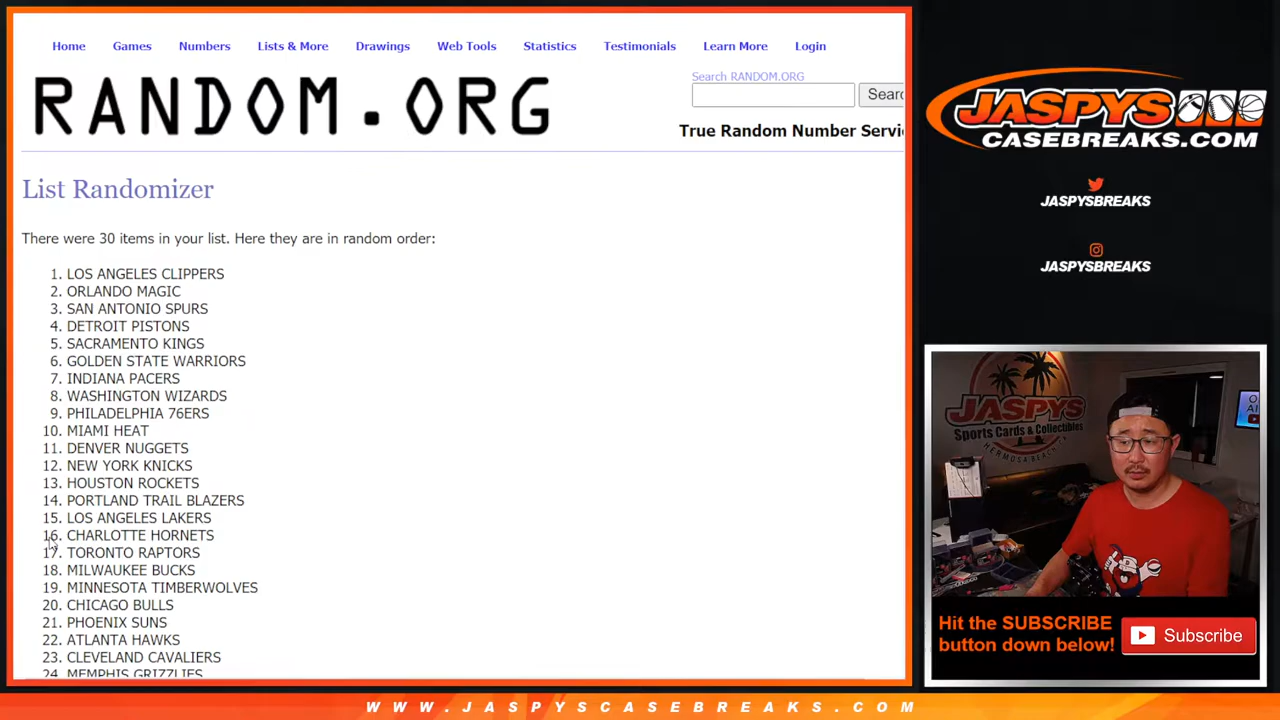 Home Games Numbers Lists & More Drawings Web Tools Statistics Testimonials Learn More Login
RANDOM.ORG
Search RANDOM.ORG
True Random Number Servi
List Randomizer
There were 30 items in your list. Here they are in random order:
1. LOS ANGELES CLIPPERS
2. ORLANDO MAGIC
3. SAN ANTONIO SPURS
4. DETROIT PISTONS
5. SACRAMENTO KINGS
6. GOLDEN STATE WARRIORS
7. INDIANA PACERS
8. WASHINGTON WIZARDS
9. PHILADELPHIA 76ERS
10. MIAMI HEAT
11. DENVER NUGGETS
12. NEW YORK KNICKS
13. HOUSTON ROCKETS
14. PORTLAND TRAIL BLAZERS
15. LOS ANGELES LAKERS
16. CHARLOTTE HORNETS
17. TORONTO RAPTORS
18. MILWAUKEE BUCKS
19. MINNESOTA TIMBERWOLVES
20. CHICAGO BULLS
21. PHOENIX SUNS
22. ATLANTA HAWKS
23. CLEVELAND CAVALIERS
24. MEMPHIS GRIZZLIES
JASPYS
CASEBREAKS.COM
JASPYSBREAKS
JASPYSBREAKS
JASPYS
Sports Cards & Collectibles
HERMOSA BEACH
Hit the SUBSCRIBE
button down below!
Subscribe
WWW.JASPYSCASEBREAKS.COM